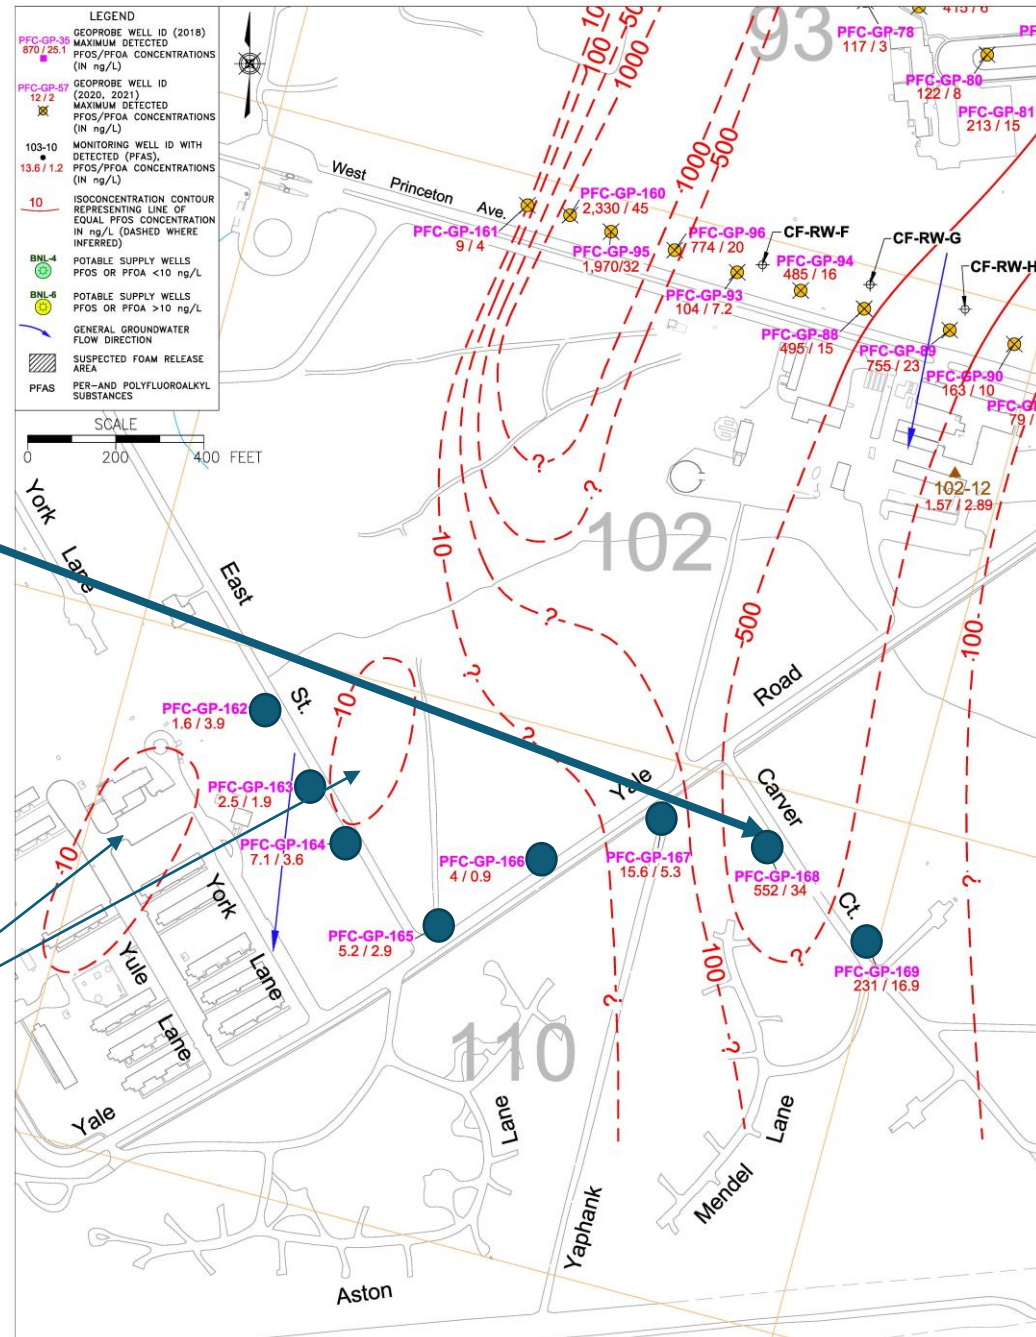 LEGEND
PFC-GP-35
870 / 25.1
GEOPROBE WELL ID (2018)
MAXIMUM DETECTED
PFOS/PFOA CONCENTRATIONS
(IN ng/L)
PFC-GP-57
12 / 2
GEOPROBE WELL ID
(2020, 2021)
MAXIMUM DETECTED
PFOS/PFOA CONCENTRATIONS
(IN ng/L)
103-10
13.6 / 1.2
MONITORING WELL ID WITH
DETECTED (PFAS),
PFOS/PFOA CONCENTRATIONS
(IN ng/L)
10
ISOCONCENTRATION CONTOUR
REPRESENTING LINE OF
EQUAL PFOS CONCENTRATION
IN ng/L (DASHED WHERE
INFERRED)
BNL-4
POTABLE SUPPLY WELLS
PFOS OR PFOA <10 ng/L
BNL-6
POTABLE SUPPLY WELLS
PFOS OR PFOA >10 ng/L
GENERAL GROUNDWATER
FLOW DIRECTION
SUSPECTED FOAM RELEASE
AREA
PFAS
PER-AND POLYFLUOROALKYL
SUBSTANCES
SCALE
0 200 400 FEET
10
100
500
1000
93
PFC-GP-78
117 / 3
415 / 6
PFC-GP-80
122 / 8
PFC-GP-81
213 / 15
West Princeton Ave.
1000
500
PFC-GP-161
9 / 4
PFC-GP-160
2,330 / 45
PFC-GP-95
1,970/32
PFC-GP-96
774 / 20
CF-RW-F
PFC-GP-94
485 / 16
PFC-GP-93
104 / 7.2
CF-RW-G
CF-RW-H
PFC-GP-88
495 / 15
PFC-GP-89
755 / 23
PFC-GP-90
163 / 10
79 /
?
?
102-12
1.57 / 2.89
102
York Lane
East St.
10
?
?
500
100
Road
PFC-GP-162
1.6 / 3.9
10
?
Yale
Carver Ct.
PFC-GP-163
2.5 / 1.9
PFC-GP-164
7.1 / 3.6
10
PFC-GP-166
4 / 0.9
PFC-GP-167
15.6 / 5.3
PFC-GP-168
552 / 34
?
York Lane
PFC-GP-165
5.2 / 2.9
Yule Lane
?
100
?
PFC-GP-169
231 / 16.9
110
?
Yale
Lane
Mendel Lane
Yaphank
Aston